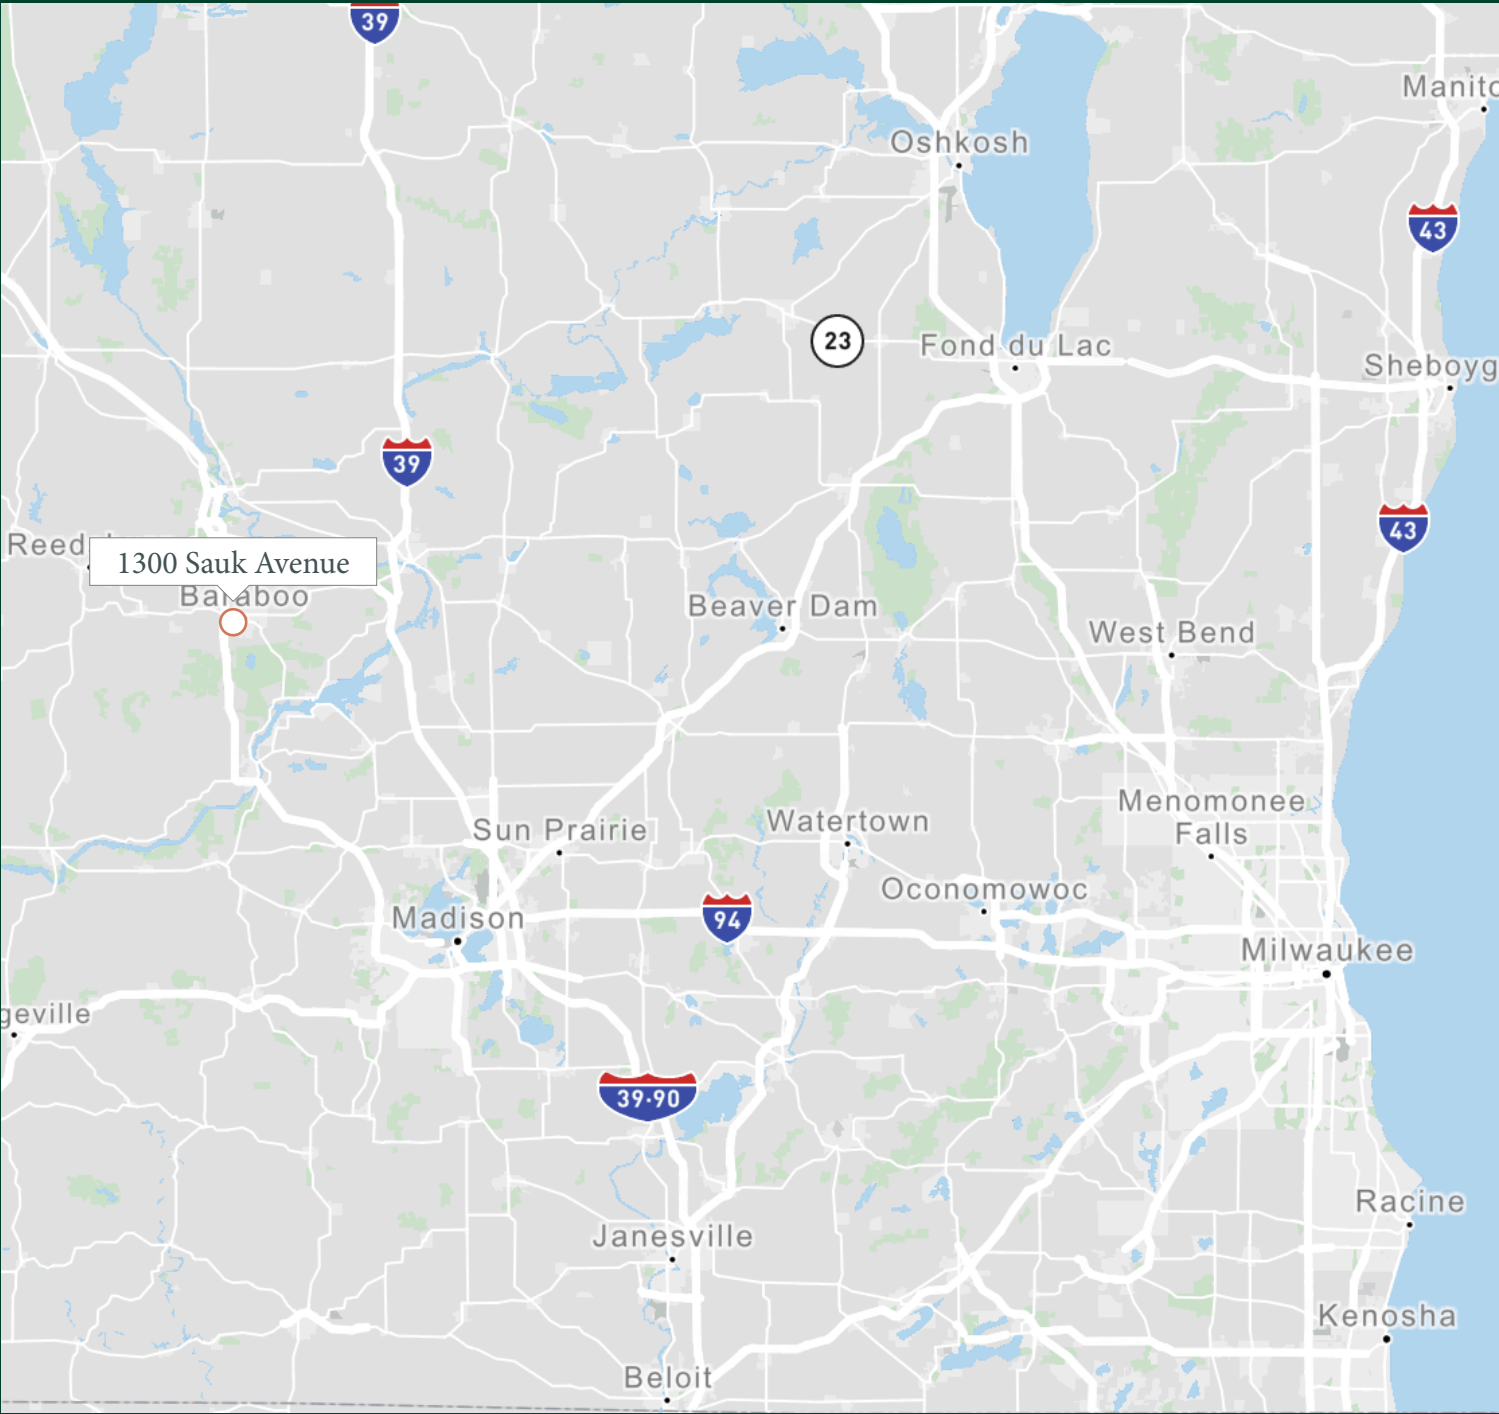 39
Manito
Oshkosh
43
23
Fond du Lac
Sheboyg
39
43
Reed
1300 Sauk Avenue
Baraboo
Beaver Dam
West Bend
Menomonee
Falls
Sun Prairie
Watertown
Oconomowoc
94
Madison
Milwaukee
geville
39-90
Racine
Janesville
Kenosha
Beloit